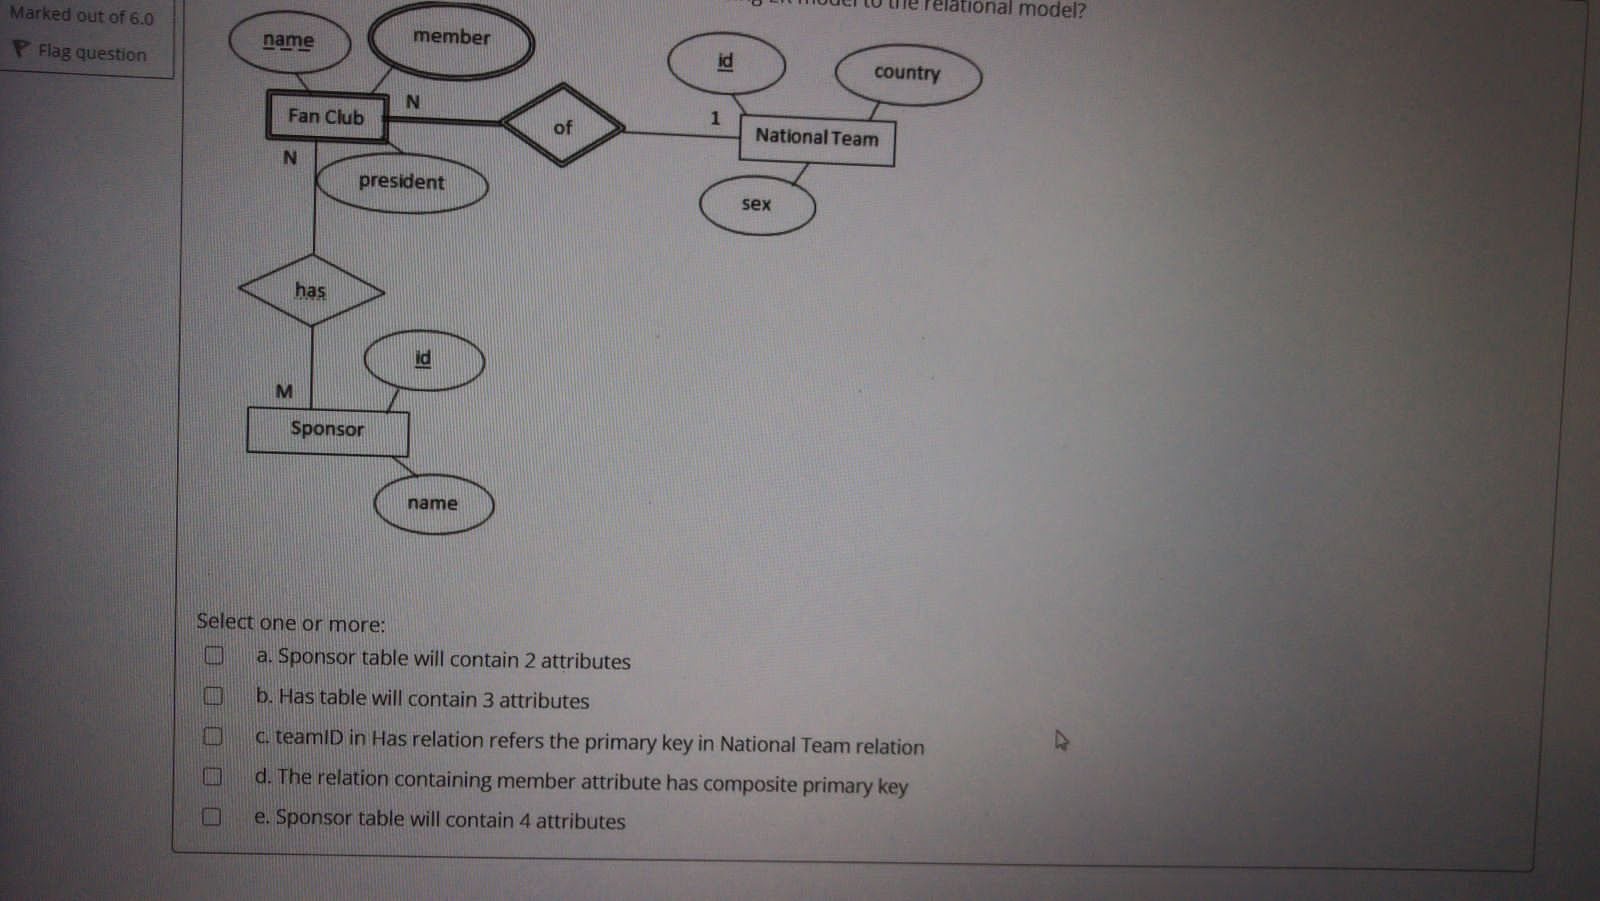 Marked out of 6.0
Flag question
to the relational model?
name
member
id
country
Fan Club
N
of
1
National Team
N
president
sex
has
id
M
Sponsor
name
Select one or more:
a. Sponsor table will contain 2 attributes
b. Has table will contain 3 attributes
c. teamID in Has relation refers the primary key in National Team relation
d. The relation containing member attribute has composite primary key
e. Sponsor table will contain 4 attributes